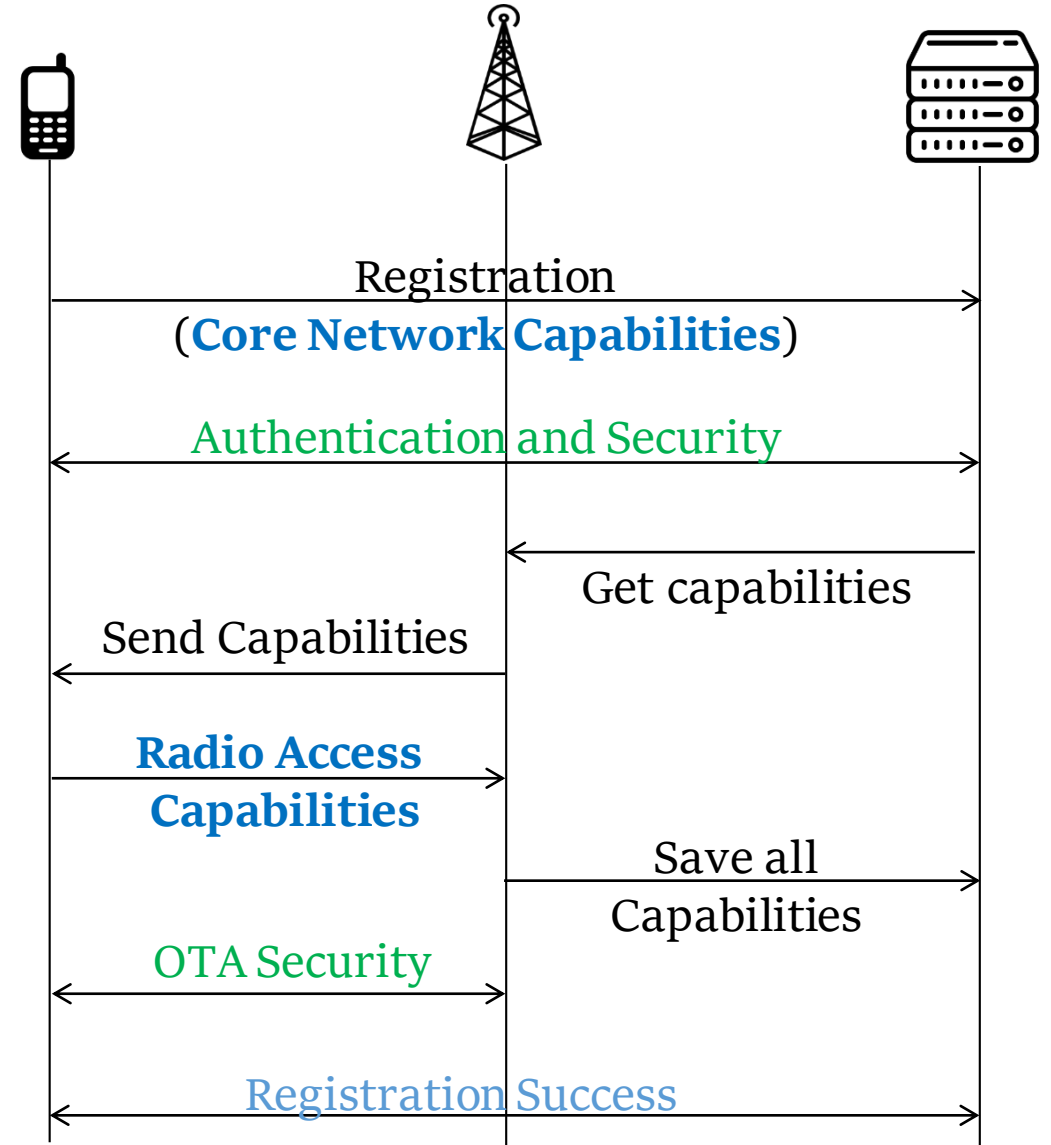 Registration
(Core Network Capabilities)
Authentication and Security
Get capabilities
Send Capabilities
Radio Access
Capabilities
Save all
Capabilities
OTA Security
Registration Success